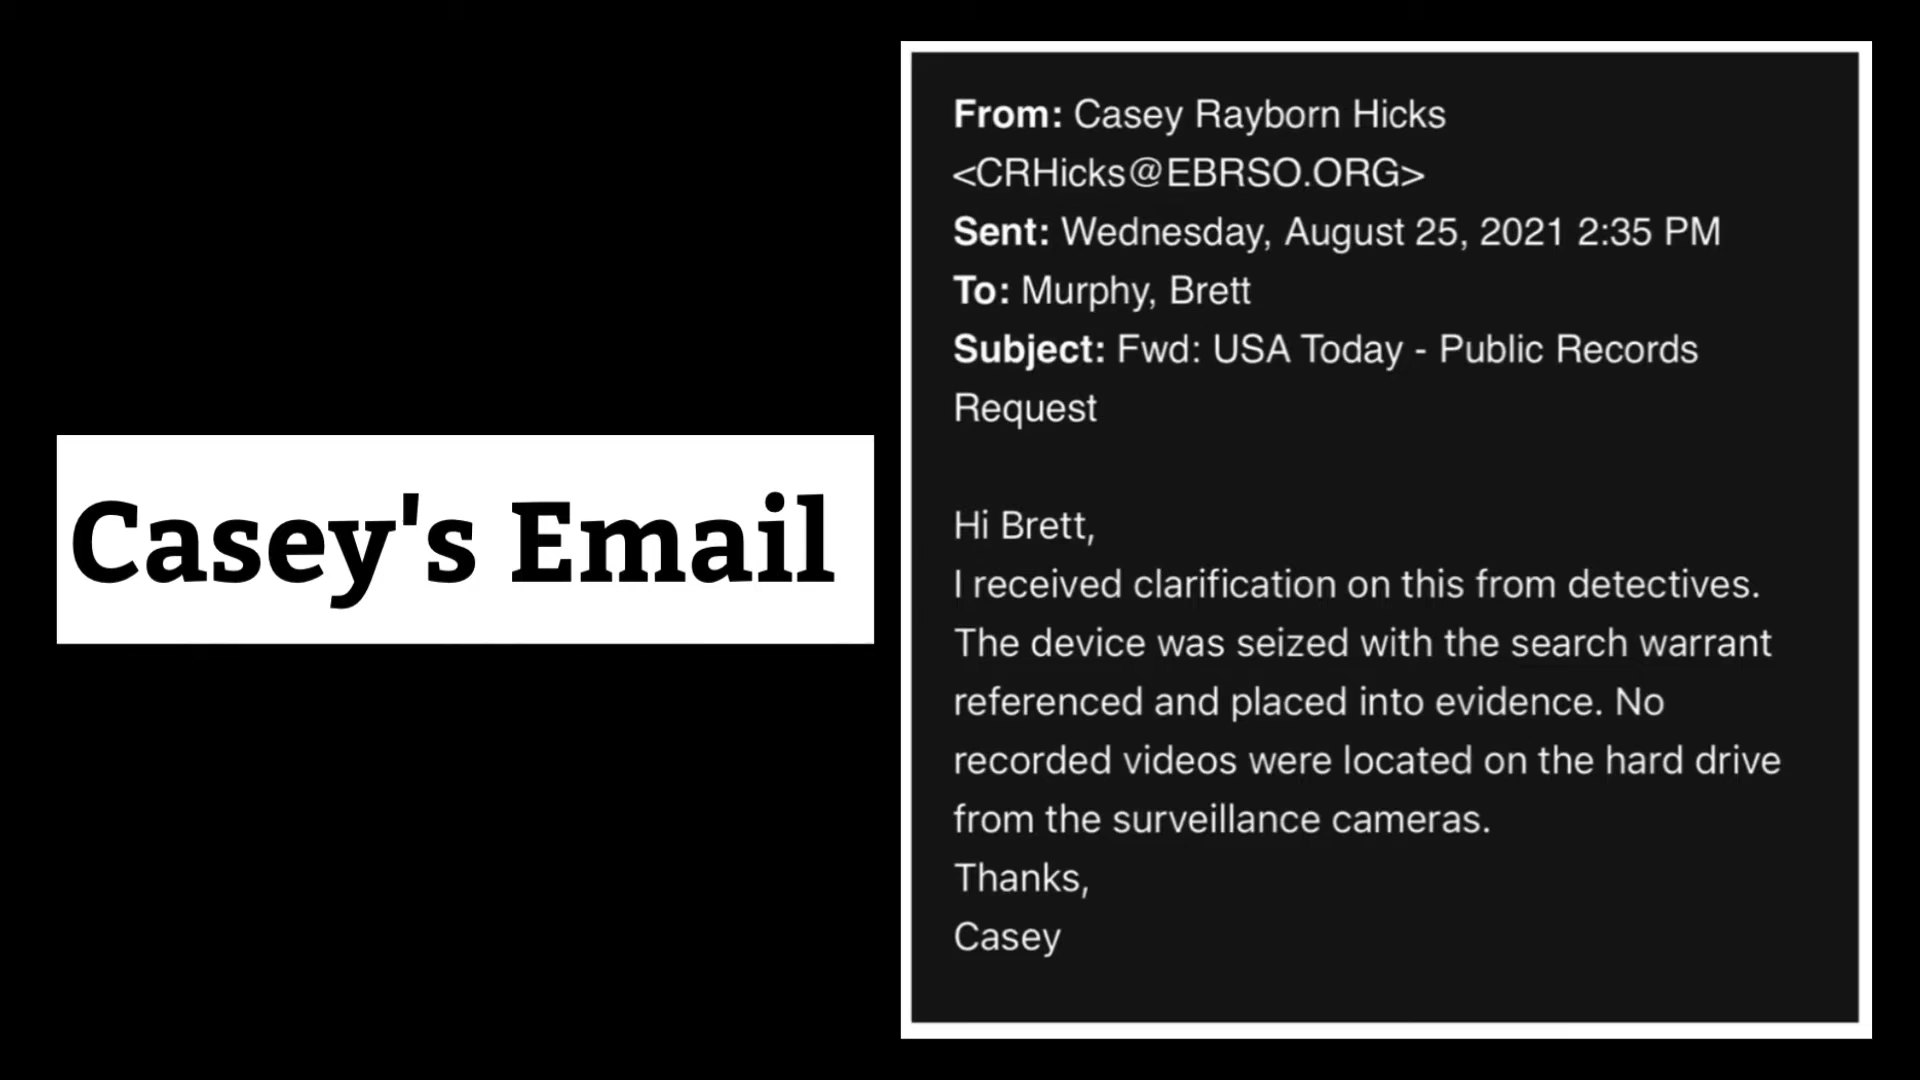 Casey's Email
From: Casey Rayborn Hicks
<CRHicks@EBRSO.ORG>
Sent: Wednesday, August 25, 2021 2:35 PM
To: Murphy, Brett
Subject: Fwd: USA Today - Public Records
Request
Hi Brett,
I received clarification on this from detectives.
The device was seized with the search warrant
referenced and placed into evidence. No
recorded videos were located on the hard drive
from the surveillance cameras.
Thanks,
Casey